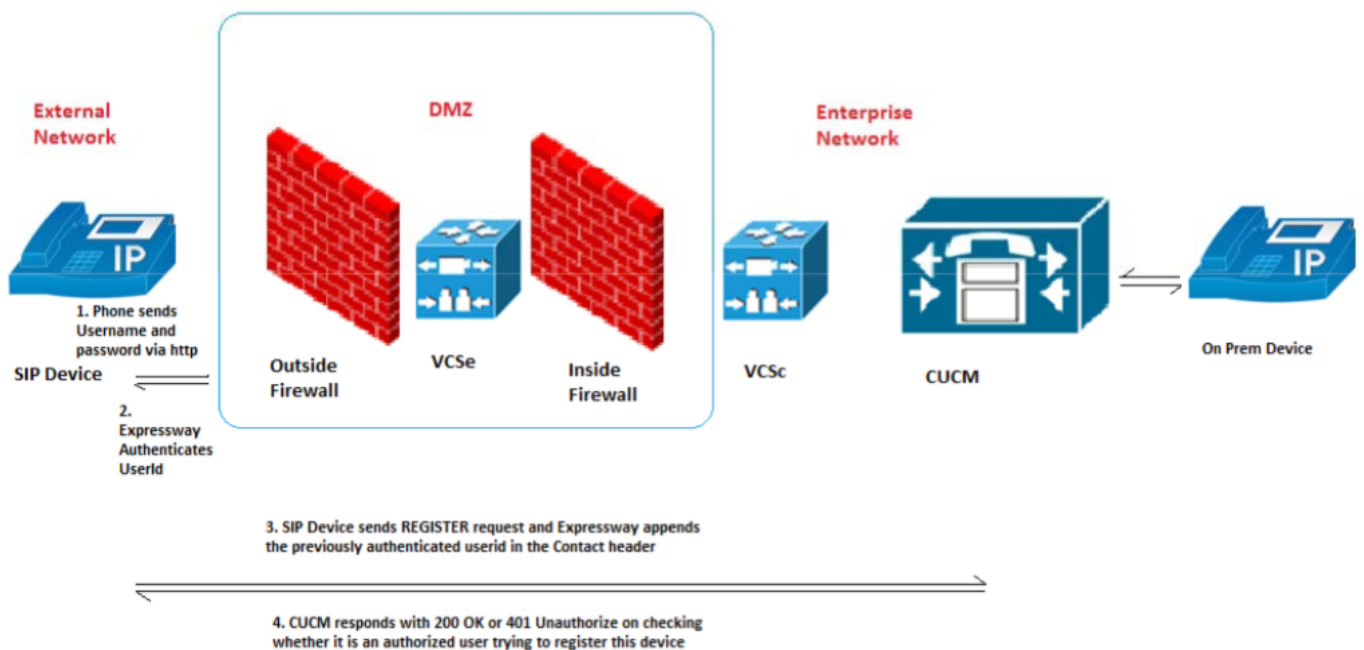 External
Network
DMZ
Enterprise
Network
IP
IP
1. Phone sends
Username and
password via http
SIP Device
2.
Expressway
Authenticates
UserId
Outside
Firewall
VCSe
Inside
Firewall
VCSc
CUCM
On Prem Device
3. SIP Device sends REGISTER request and Expressway appends
the previously authenticated userid in the Contact header
4. CUCM responds with 200 OK or 401 Unauthorize on checking
whether it is an authorized user trying to register this device